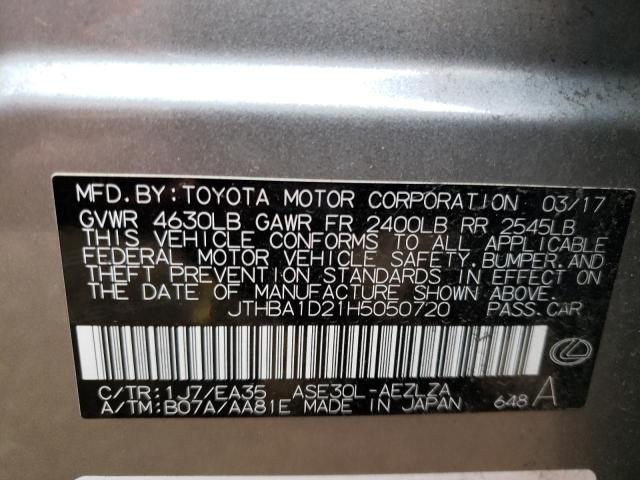 MFD. BY: TOYOTA MOTOR CORPORATION 03/17
GVWR 4630LB GAWR FR 2400LB RR 2545LB
THIS VEHICLE CONFORMS TO ALL APPLICABLE
FEDERAL MOTOR VEHICLE SAFETY, BUMPER, AND
THEFT PREVENTION STANDARDS IN EFFECT ON
THE DATE OF MANUFACTURE SHOWN ABOVE.
JTHBA1D21H5050720 PASS. CAR
C/TR: 1J7/EA35 ASE30L-AEZLZA
A/TM: B07A/AA81E MADE IN JAPAN 648 A